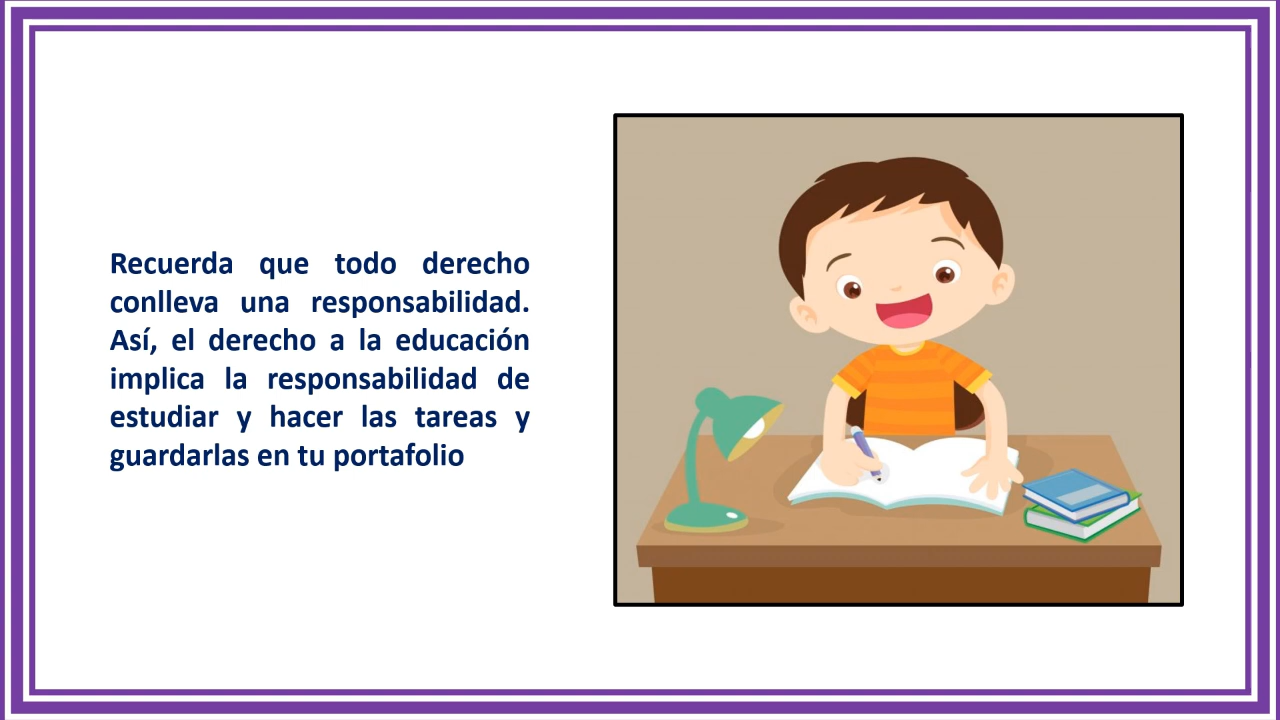 Recuerda que todo derecho
conlleva una responsabilidad.
Así, el derecho a la educación
implica la responsabilidad de
estudiar y hacer las tareas y
guardarlas en tu portafolio